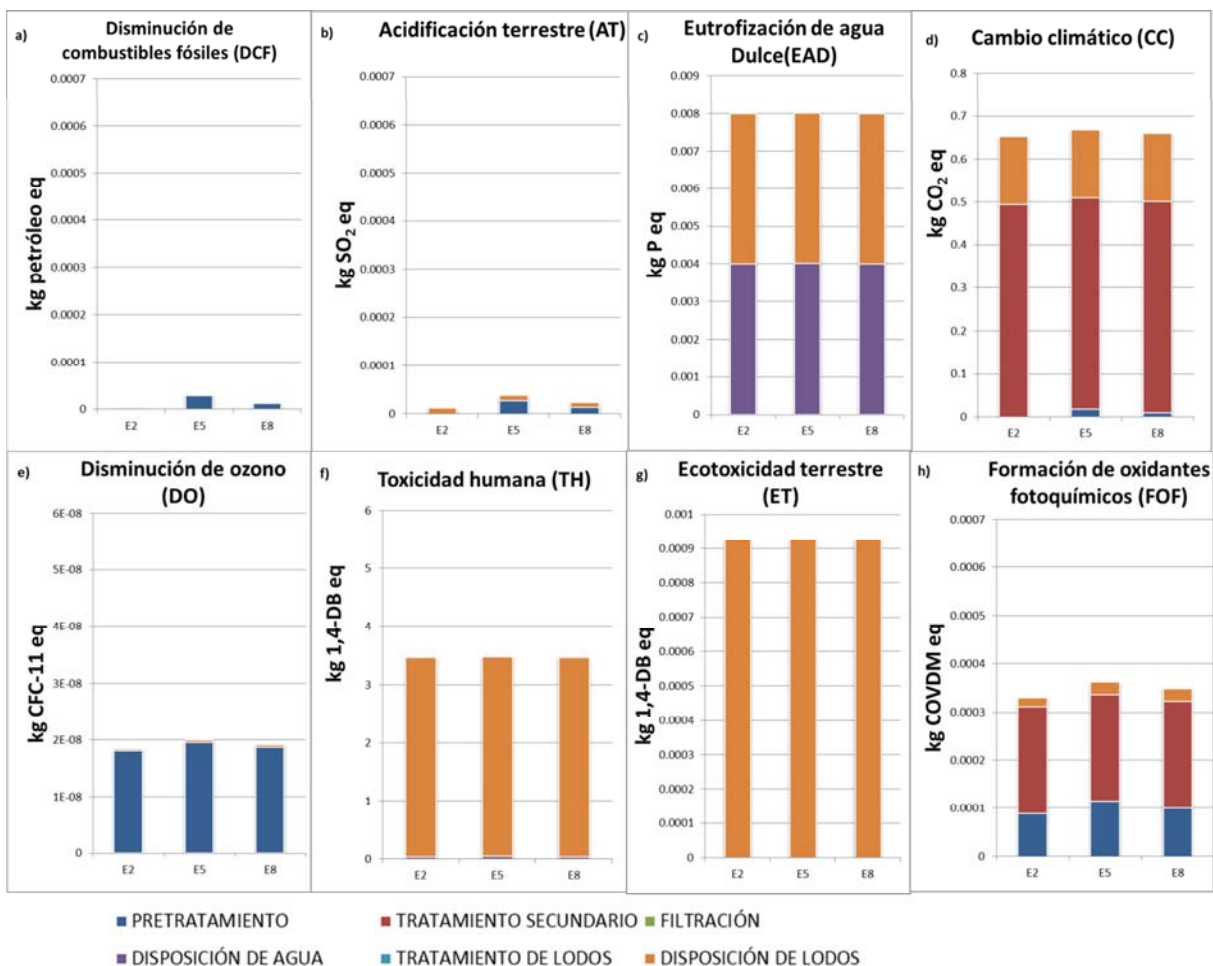 a) Disminución de
combustibles fósiles (DCF)
kg petróleo eq
0.0007
0.0006
0.0005
0.0004
0.0003
0.0002
0.0001
0
E2 E5 E8
b) Acidificación terrestre (AT)
kg SO2 eq
0.0007
0.0006
0.0005
0.0004
0.0003
0.0002
0.0001
0
E2 E5 E8
c) Eutrofización de agua
Dulce(EAD)
kg P eq
0.009
0.008
0.007
0.006
0.005
0.004
0.003
0.002
0.001
0
E2 E5 E8
d) Cambio climático (CC)
kg CO2 eq
0.8
0.7
0.6
0.5
0.4
0.3
0.2
0.1
0
E2 E5 E8
e) Disminución de ozono
(DO)
kg CFC-11 eq
6E-08
5E-08
4E-08
3E-08
2E-08
1E-08
0
E2 E5 E8
f) Toxicidad humana (TH)
kg 1,4-DB eq
6
5
4
3
2
1
0
E2 E5 E8
g) Ecotoxicidad terrestre
(ET)
kg 1,4-DB eq
0.001
0.0009
0.0008
0.0007
0.0006
0.0005
0.0004
0.0003
0.0002
0.0001
0
E2 E5 E8
h) Formación de oxidantes
fotoquímicos (FOF)
kg COVDM eq
0.0007
0.0006
0.0005
0.0004
0.0003
0.0002
0.0001
0
E2 E5 E8
PRETRATAMIENTO TRATAMIENTO SECUNDARIO FILTRACIÓN
DISPOSICIÓN DE AGUA TRATAMIENTO DE LODOS DISPOSICIÓN DE LODOS